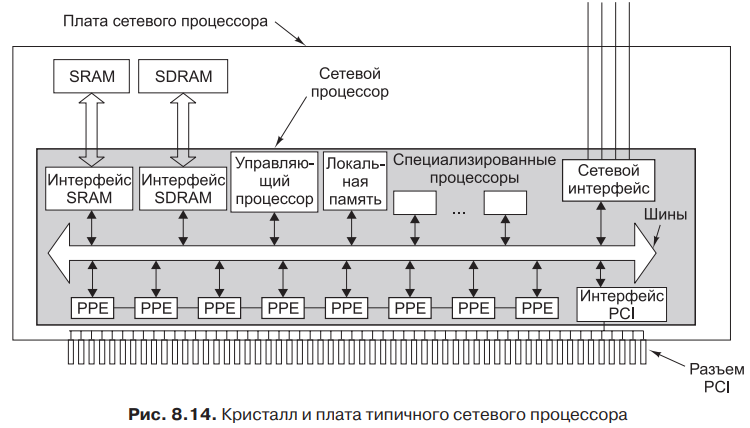 Плата сетевого процессора
SRAM
SDRAM
Сетевой
процессор
Интерфейс
SRAM
Интерфейс
SDRAM
Управляю-
щий
процессор
Локаль-
ная
память
Специализированные
процессоры
...
Сетевой
интерфейс
Шины
PPE
PPE
PPE
PPE
PPE
PPE
PPE
PPE
Интерфейс
PCI
Разъем
PCI
Рис. 8.14. Кристалл и плата типичного сетевого процессора